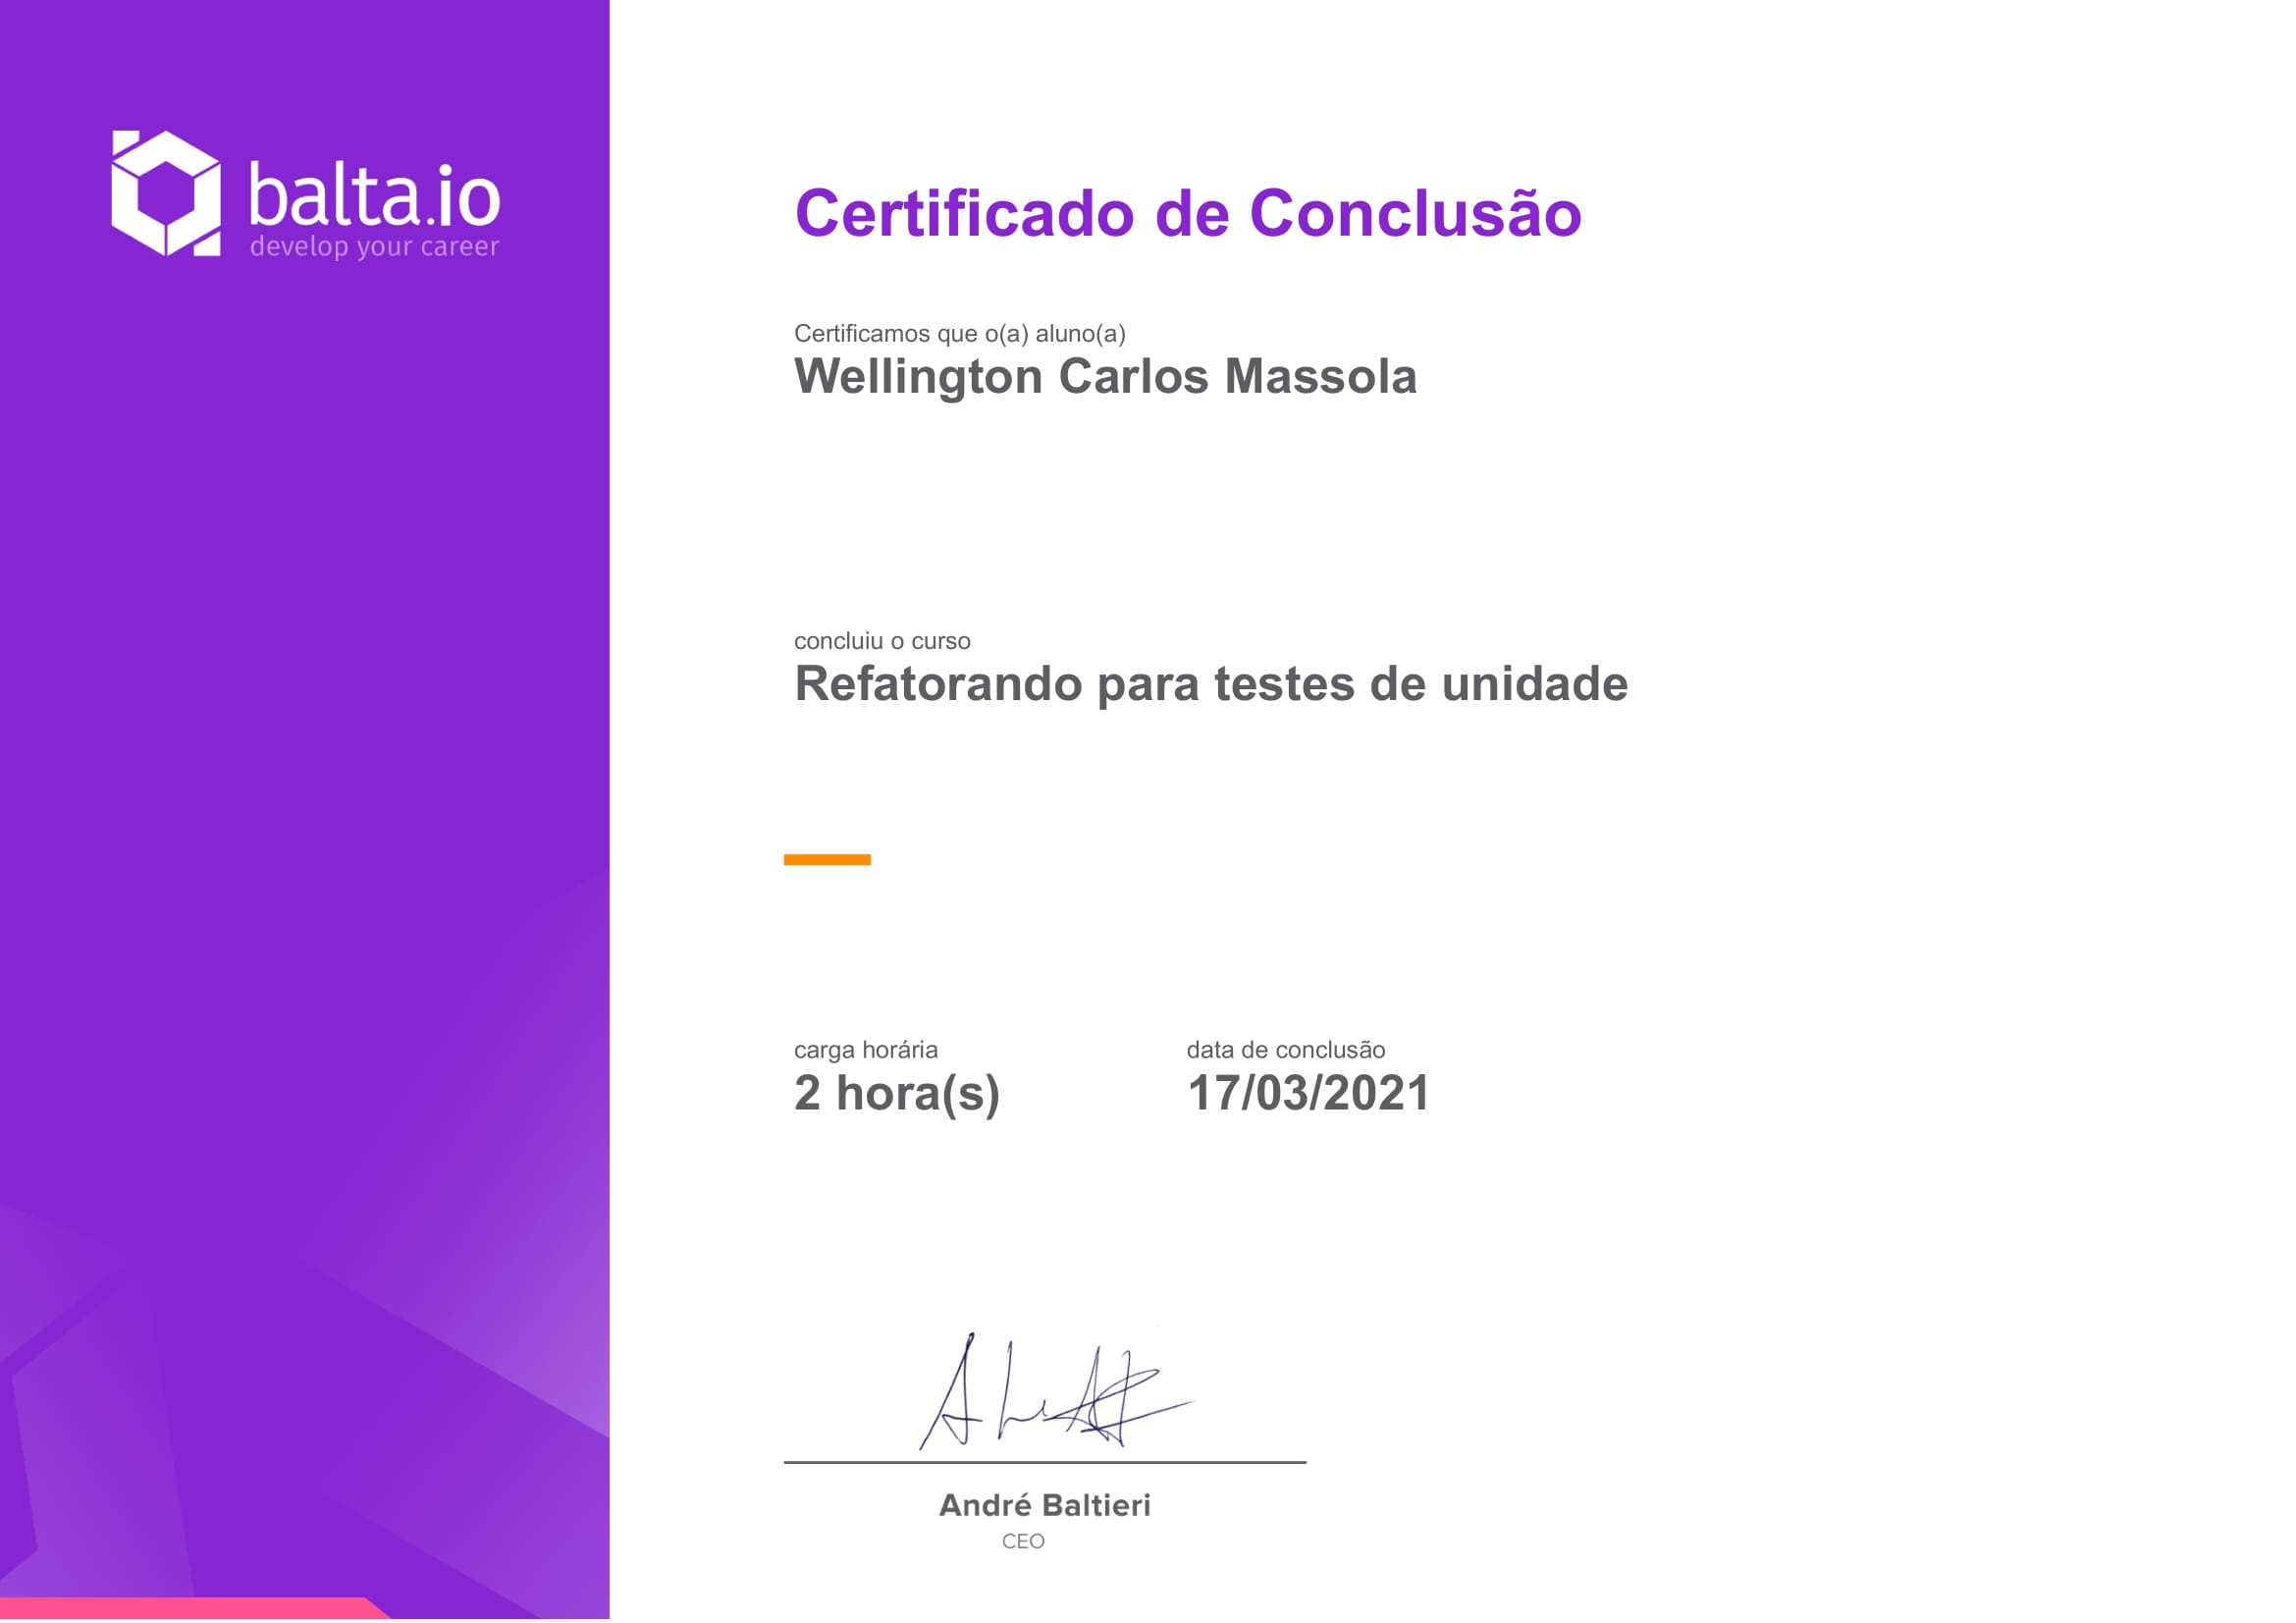 balta.io
develop your career
Certificado de Conclusão
Certificamos que o(a) aluno(a)
Wellington Carlos Massola
concluiu o curso
Refatorando para testes de unidade
carga horária
2 hora(s)
data de conclusão
17/03/2021
André Baltieri
CEO